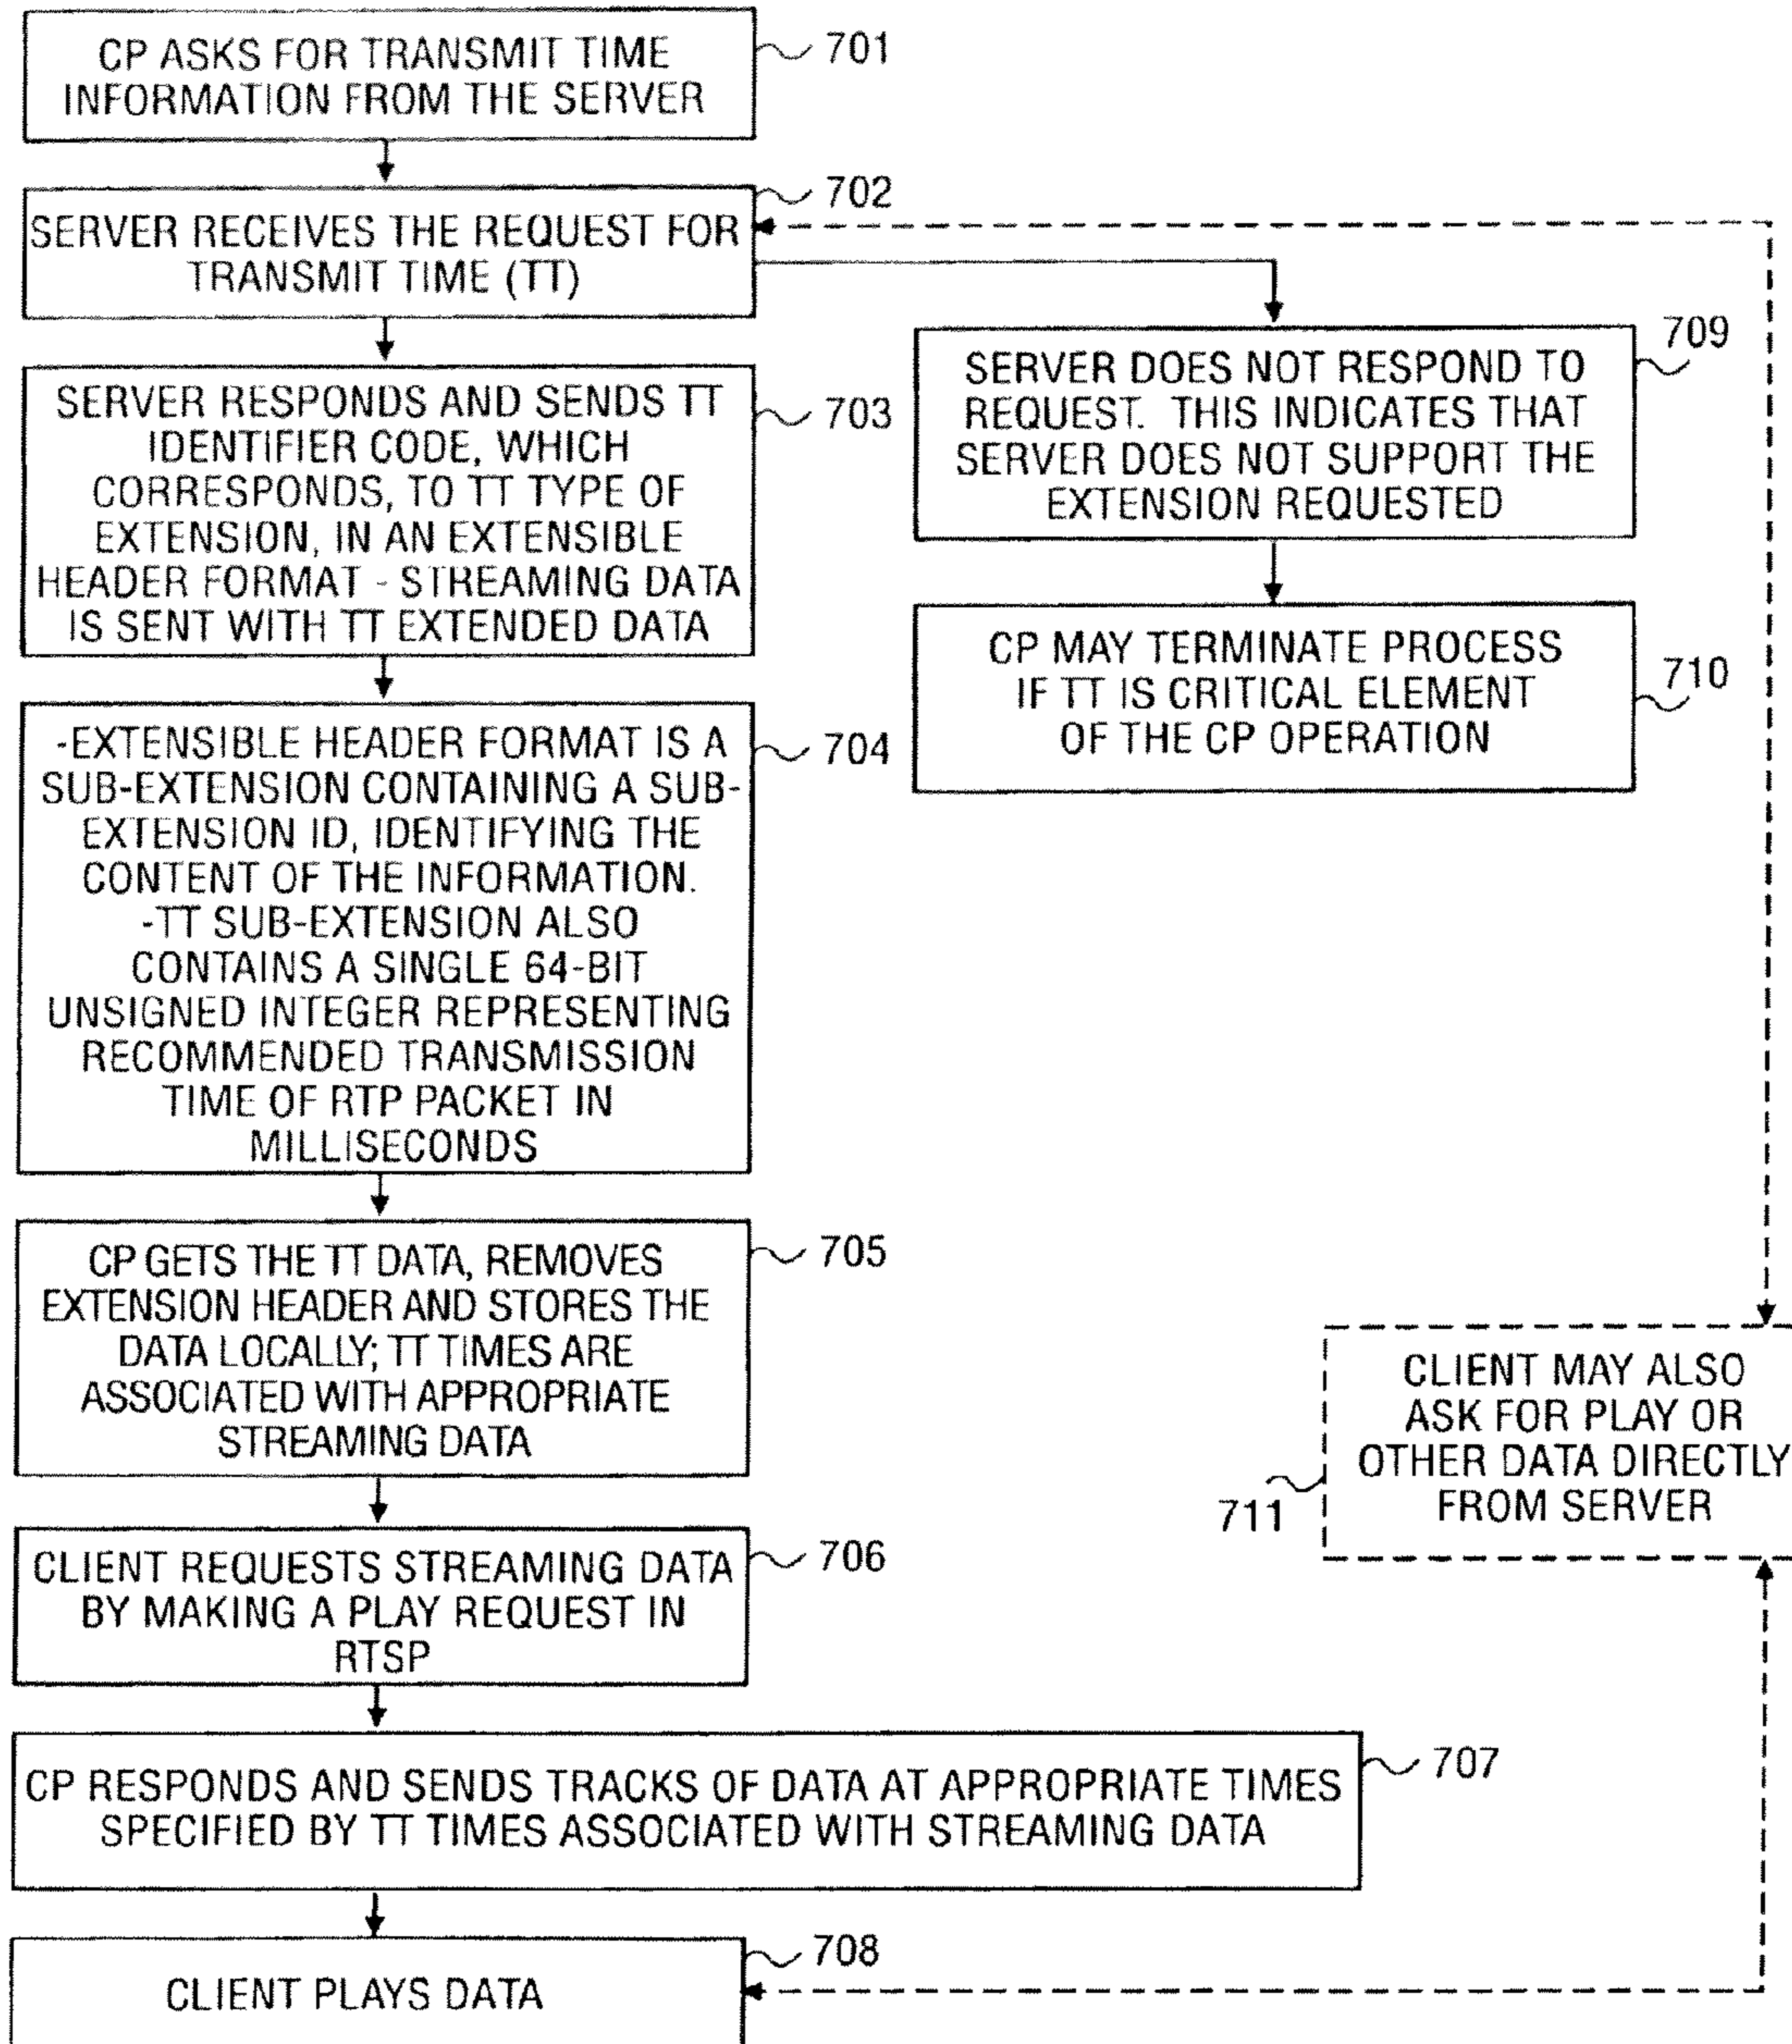 CP ASKS FOR TRANSMIT TIME
INFORMATION FROM THE SERVER
701
SERVER RECEIVES THE REQUEST FOR
TRANSMIT TIME (TT)
702
SERVER RESPONDS AND SENDS TT
IDENTIFIER CODE, WHICH
CORRESPONDS, TO TT TYPE OF
EXTENSION, IN AN EXTENSIBLE
HEADER FORMAT - STREAMING DATA
IS SENT WITH TT EXTENDED DATA
703
SERVER DOES NOT RESPOND TO
REQUEST. THIS INDICATES THAT
SERVER DOES NOT SUPPORT THE
EXTENSION REQUESTED
709
CP MAY TERMINATE PROCESS
IF TT IS CRITICAL ELEMENT
OF THE CP OPERATION
710
-EXTENSIBLE HEADER FORMAT IS A
SUB-EXTENSION CONTAINING A SUB-
EXTENSION ID, IDENTIFYING THE
CONTENT OF THE INFORMATION.
-TT SUB-EXTENSION ALSO
CONTAINS A SINGLE 64-BIT
UNSIGNED INTEGER REPRESENTING
RECOMMENDED TRANSMISSION
TIME OF RTP PACKET IN
MILLISECONDS
704
CP GETS THE TT DATA, REMOVES
EXTENSION HEADER AND STORES THE
DATA LOCALLY; TT TIMES ARE
ASSOCIATED WITH APPROPRIATE
STREAMING DATA
705
CLIENT MAY ALSO
ASK FOR PLAY OR
OTHER DATA DIRECTLY
FROM SERVER
711
CLIENT REQUESTS STREAMING DATA
BY MAKING A PLAY REQUEST IN
RTSP
706
CP RESPONDS AND SENDS TRACKS OF DATA AT APPROPRIATE TIMES
SPECIFIED BY TT TIMES ASSOCIATED WITH STREAMING DATA
707
CLIENT PLAYS DATA
708